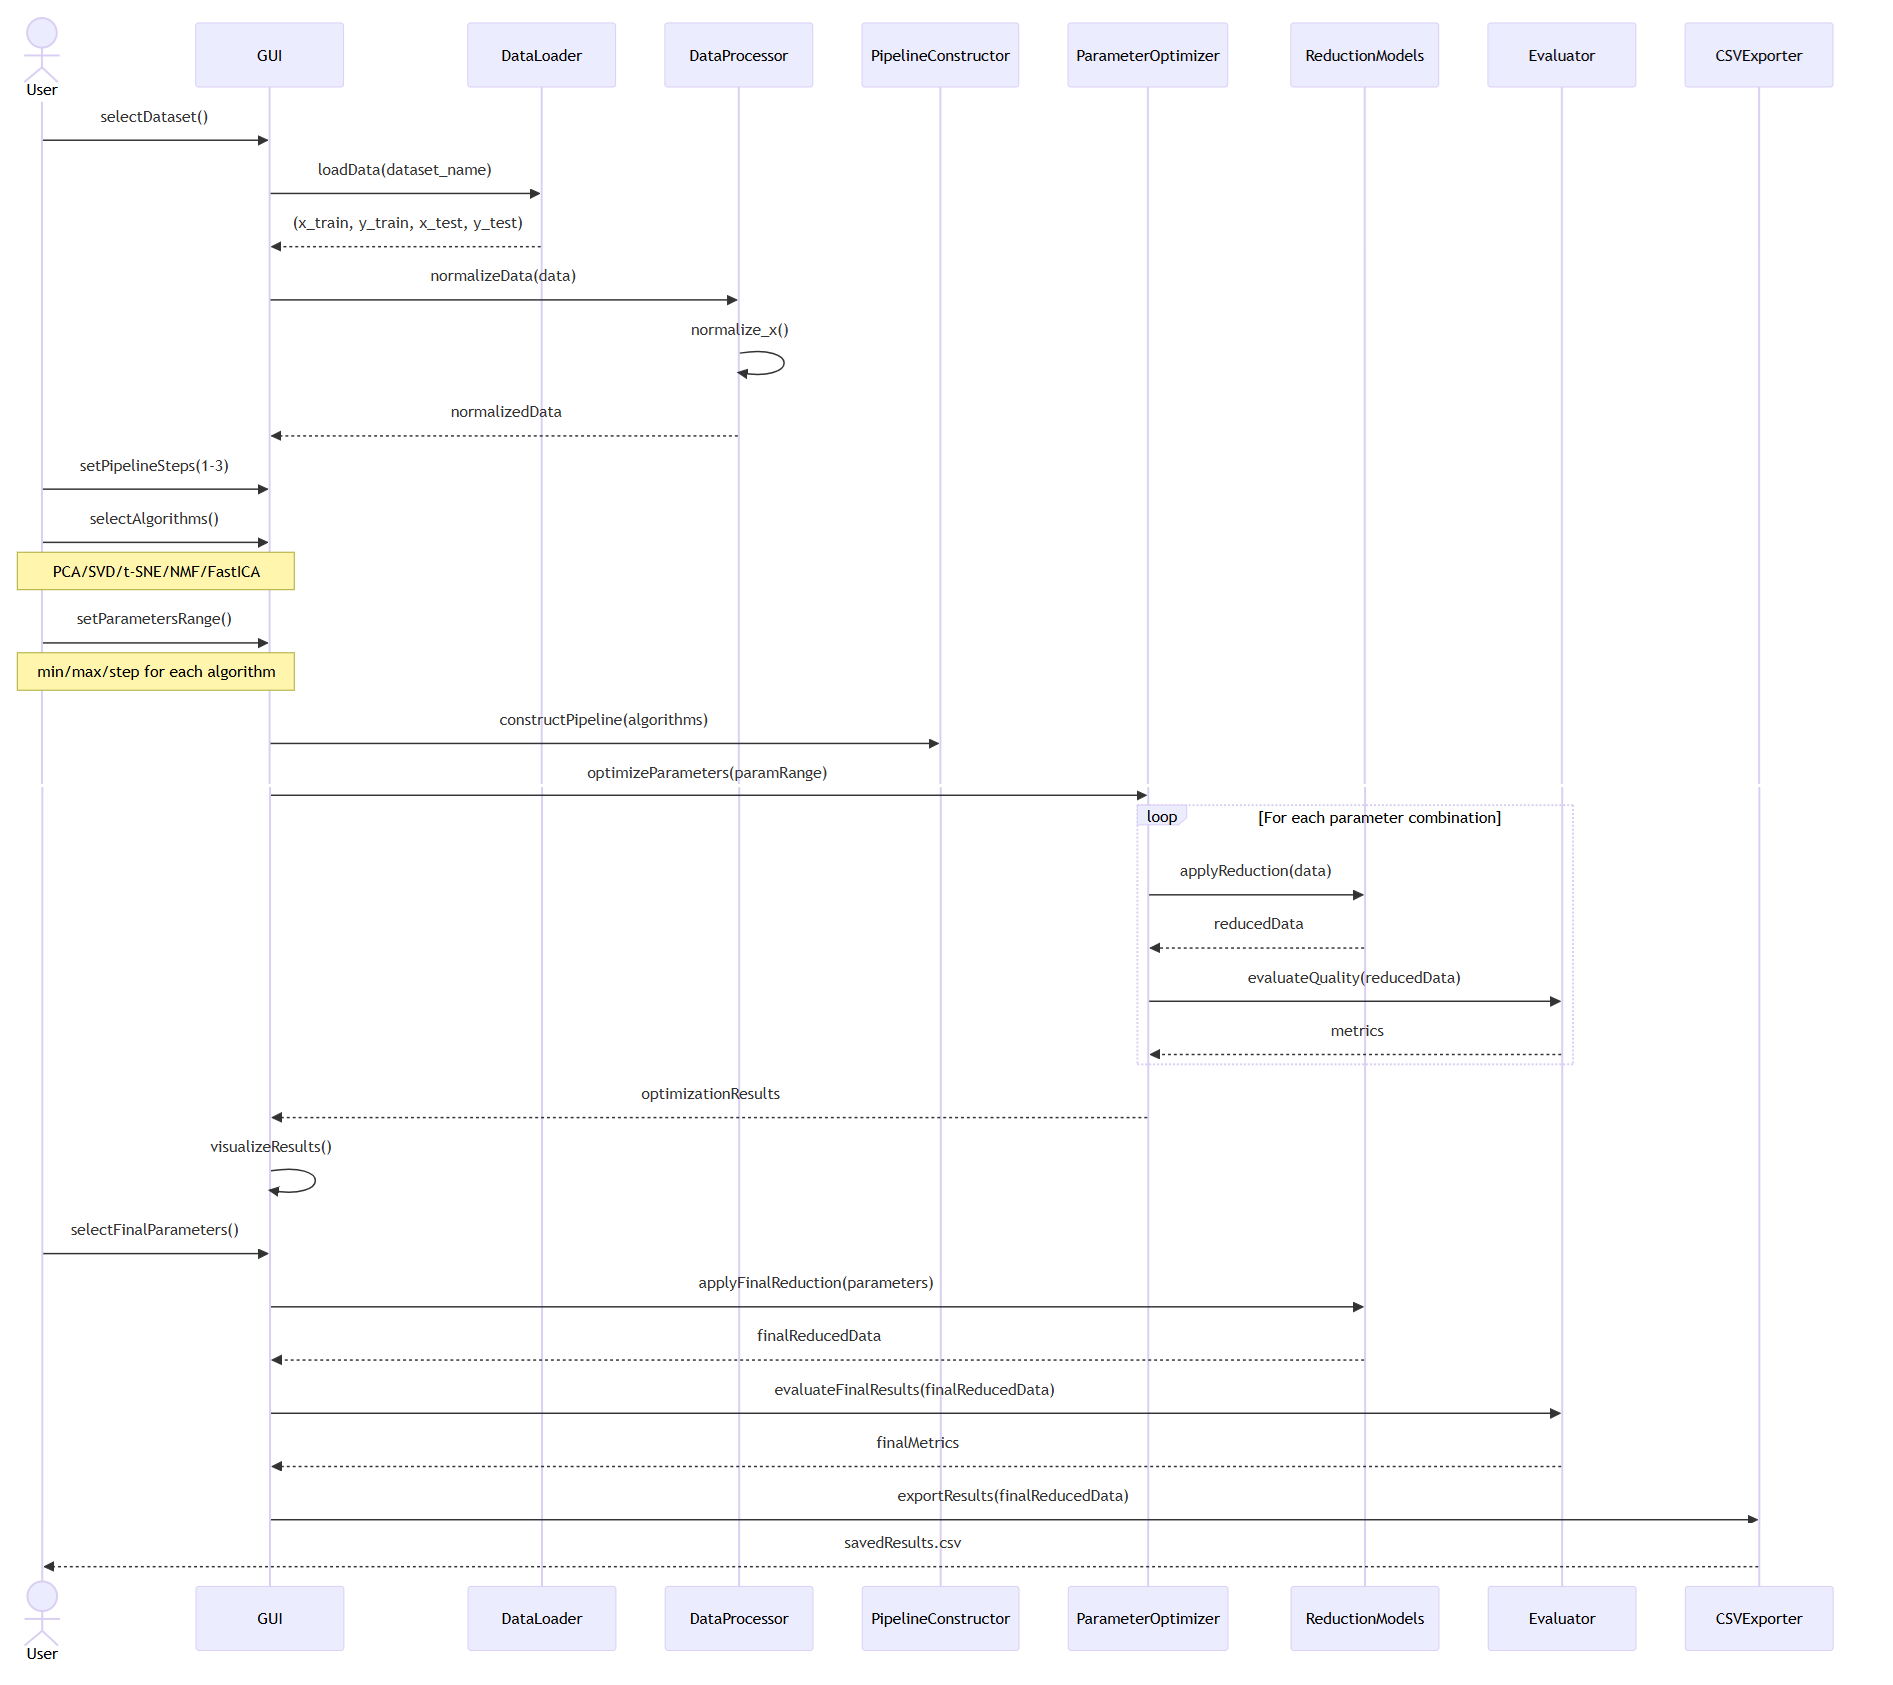 User
GUI
DataLoader
DataProcessor
PipelineConstructor
ParameterOptimizer
ReductionModels
Evaluator
CSVExporter
selectDataset()
loadData(dataset_name)
(x_train, y_train, x_test, y_test)
normalizeData(data)
normalize_x()
normalizedData
setPipelineSteps(1-3)
selectAlgorithms()
PCA/SVD/t-SNE/NMF/FastICA
setParametersRange()
min/max/step for each algorithm
constructPipeline(algorithms)
optimizeParameters(paramRange)
loop
[For each parameter combination]
applyReduction(data)
reducedData
evaluateQuality(reducedData)
metrics
optimizationResults
visualizeResults()
selectFinalParameters()
applyFinalReduction(parameters)
finalReducedData
evaluateFinalResults(finalReducedData)
finalMetrics
exportResults(finalReducedData)
savedResults.csv
User
GUI
DataLoader
DataProcessor
PipelineConstructor
ParameterOptimizer
ReductionModels
Evaluator
CSVExporter